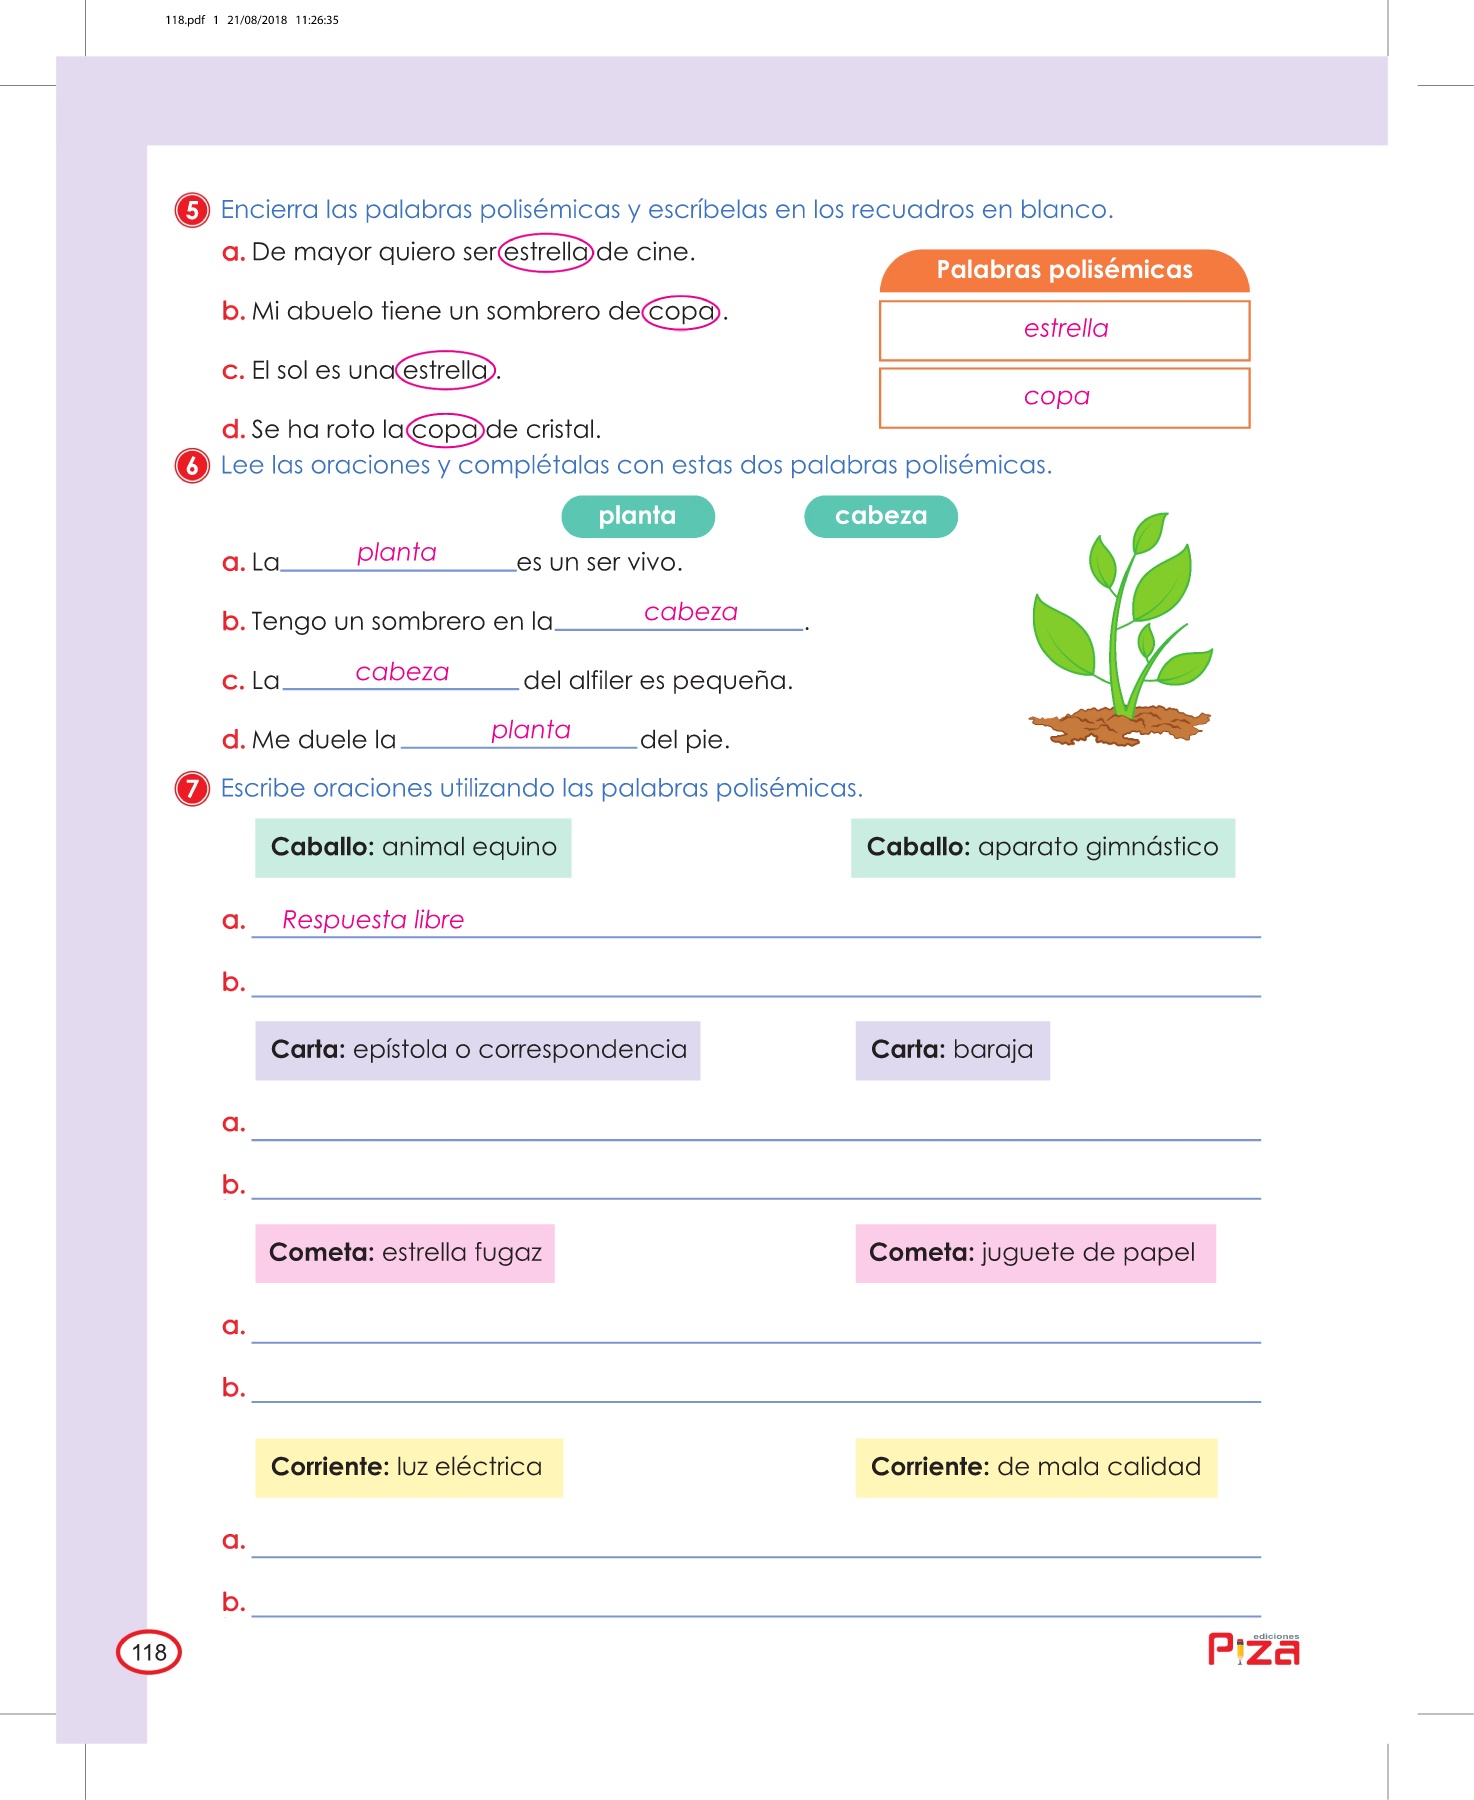 118.pdf 1 21/08/2018 11:26:35
5 Encierra las palabras polisémicas y escríbelas en los recuadros en blanco.
a. De mayor quiero ser estrella de cine.
b. Mi abuelo tiene un sombrero de copa .
c. El sol es una estrella .
d. Se ha roto la copa de cristal.
Palabras polisémicas
estrella
copa
6 Lee las oraciones y complétalas con estas dos palabras polisémicas.
planta cabeza
a. La planta es un ser vivo.
b. Tengo un sombrero en la cabeza .
c. La cabeza del alfiler es pequeña.
d. Me duele la planta del pie.
7 Escribe oraciones utilizando las palabras polisémicas.
Caballo: animal equino Caballo: aparato gimnástico
a. Respuesta libre
b.
Carta: epístola o correspondencia Carta: baraja
a.
b.
Cometa: estrella fugaz Cometa: juguete de papel
a.
b.
Corriente: luz eléctrica Corriente: de mala calidad
a.
b.
118
ediciones
Piza